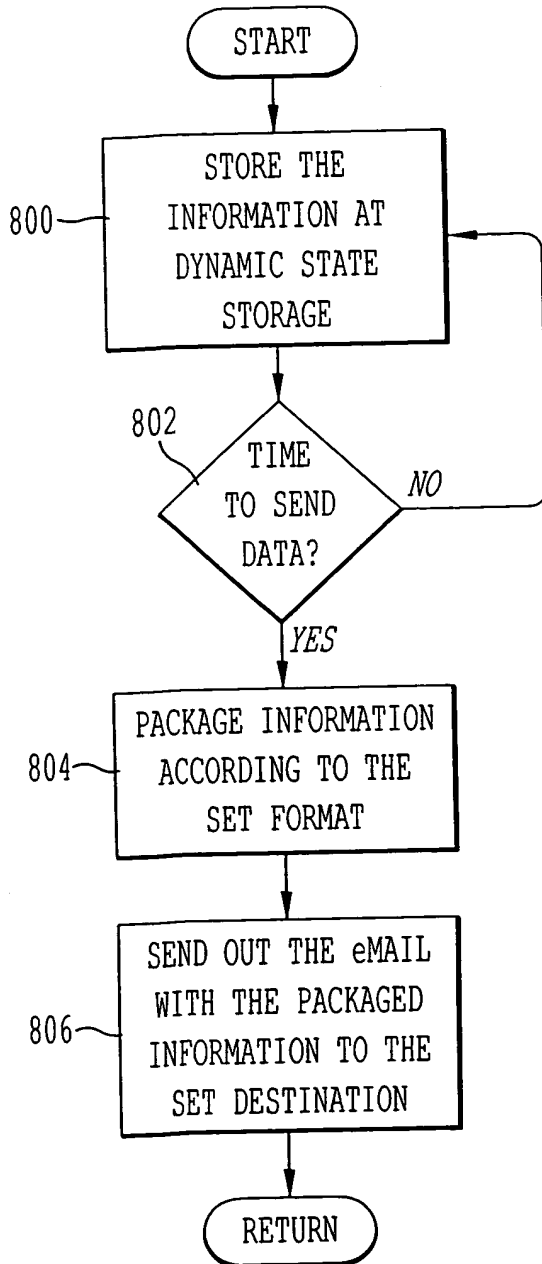 START
STORE THE
INFORMATION AT
DYNAMIC STATE
STORAGE
800
802
TIME
TO SEND
DATA?
NO
YES
PACKAGE INFORMATION
ACCORDING TO THE
SET FORMAT
804
SEND OUT THE eMAIL
WITH THE PACKAGED
INFORMATION TO THE
SET DESTINATION
806
RETURN